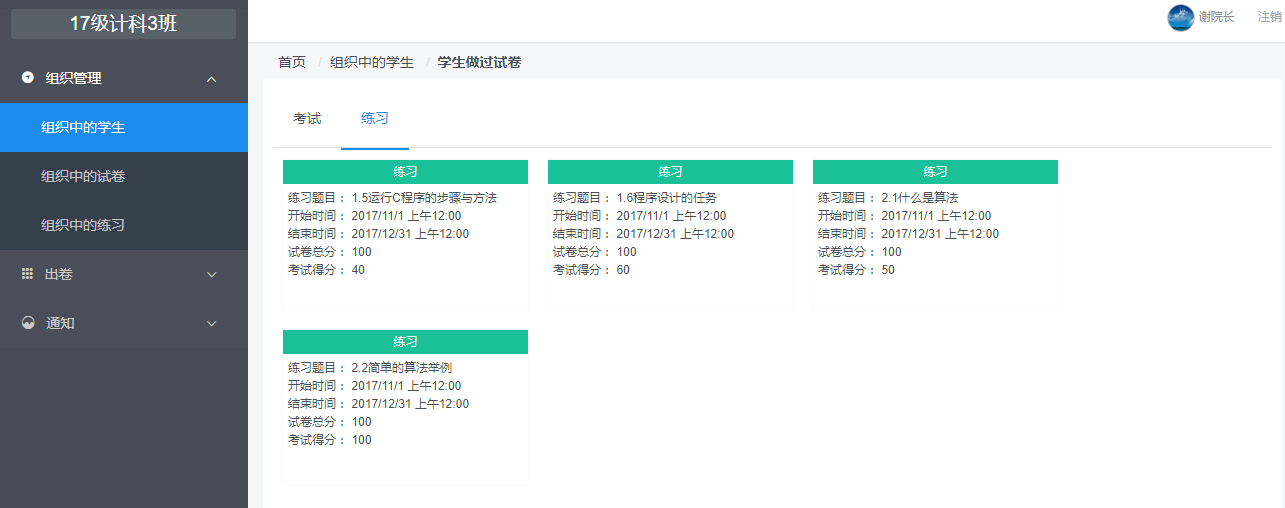 17级计科3班
谢院长 注销
组织管理
组织中的学生
组织中的试卷
组织中的练习
出卷
通知
首页 / 组织中的学生 / 学生做过试卷
考试 练习
练习
练习题目： 1.5运行C程序的步骤与方法
开始时间： 2017/11/1 上午12:00
结束时间： 2017/12/31 上午12:00
试卷总分： 100
考试得分： 40
练习
练习题目： 1.6程序设计的任务
开始时间： 2017/11/1 上午12:00
结束时间： 2017/12/31 上午12:00
试卷总分： 100
考试得分： 60
练习
练习题目： 2.1什么是算法
开始时间： 2017/11/1 上午12:00
结束时间： 2017/12/31 上午12:00
试卷总分： 100
考试得分： 50
练习
练习题目： 2.2简单的算法举例
开始时间： 2017/11/1 上午12:00
结束时间： 2017/12/31 上午12:00
试卷总分： 100
考试得分： 100